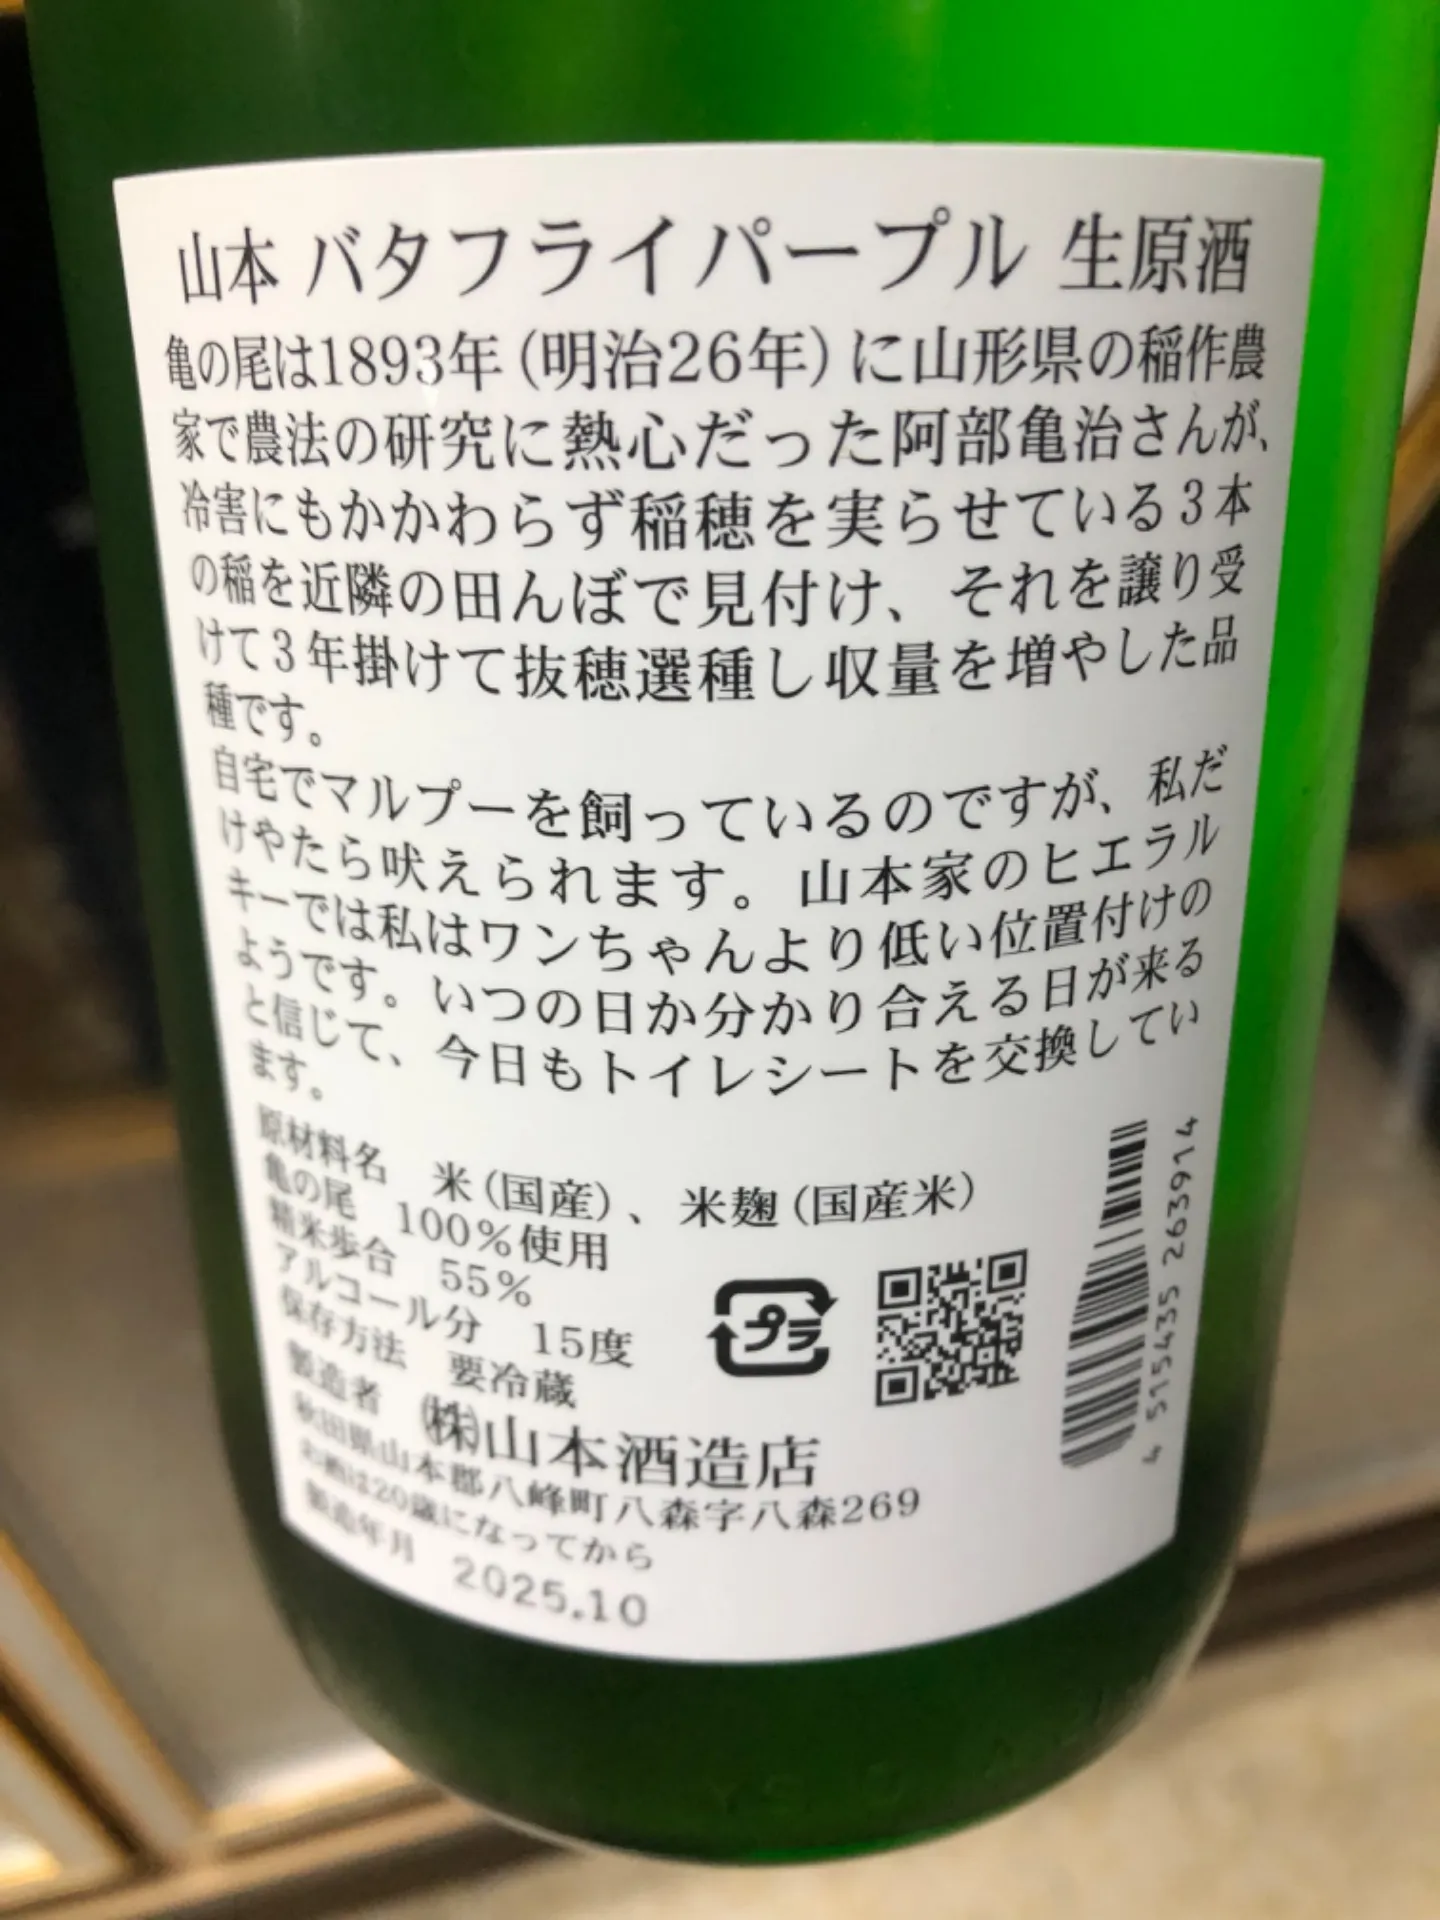 山本 バタフライパープル 生原酒
亀の尾は1893年(明治26年)に山形県の稲作農
家で農法の研究に熱心だった阿部亀治さんが、
冷害にもかかわらず稲穂を実らせている3本
の稲を近隣の田んぼで見付け、それを譲り受
けて3年掛けて抜穂選種し収量を増やした品
種です。
自宅でマルプーを飼っているのですが、私だ
けやたら吠えられます。山本家のヒエラル
キーでは私はワンちゃんより低い位置付けの
ようです。いつの日か分かり合える日が来る
と信じて、今日もトイレシートを交換してい
ます。
原材料名 米(国産)、米麹(国産米)
亀の尾 100%使用
精米歩合 55%
アルコール分 15度
保存方法 要冷蔵
製造者 ㈱山本酒造店
秋田県山本郡八峰町八森字八森269
お酒は20歳になってから
製造年月 2025.10
プラ
4 515435 263914